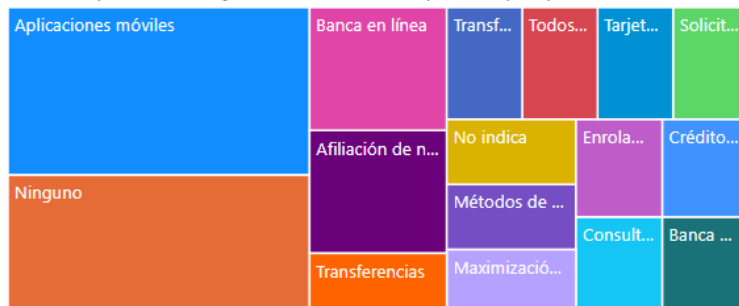 Aplicaciones móviles
Banca en línea
Transf...
Todos...
Tarjet...
Solicit...
Afiliación de n...
No indica
Enrola...
Crédito...
Ninguno
Métodos de ...
Consult...
Banca ...
Transferencias
Maximizació...